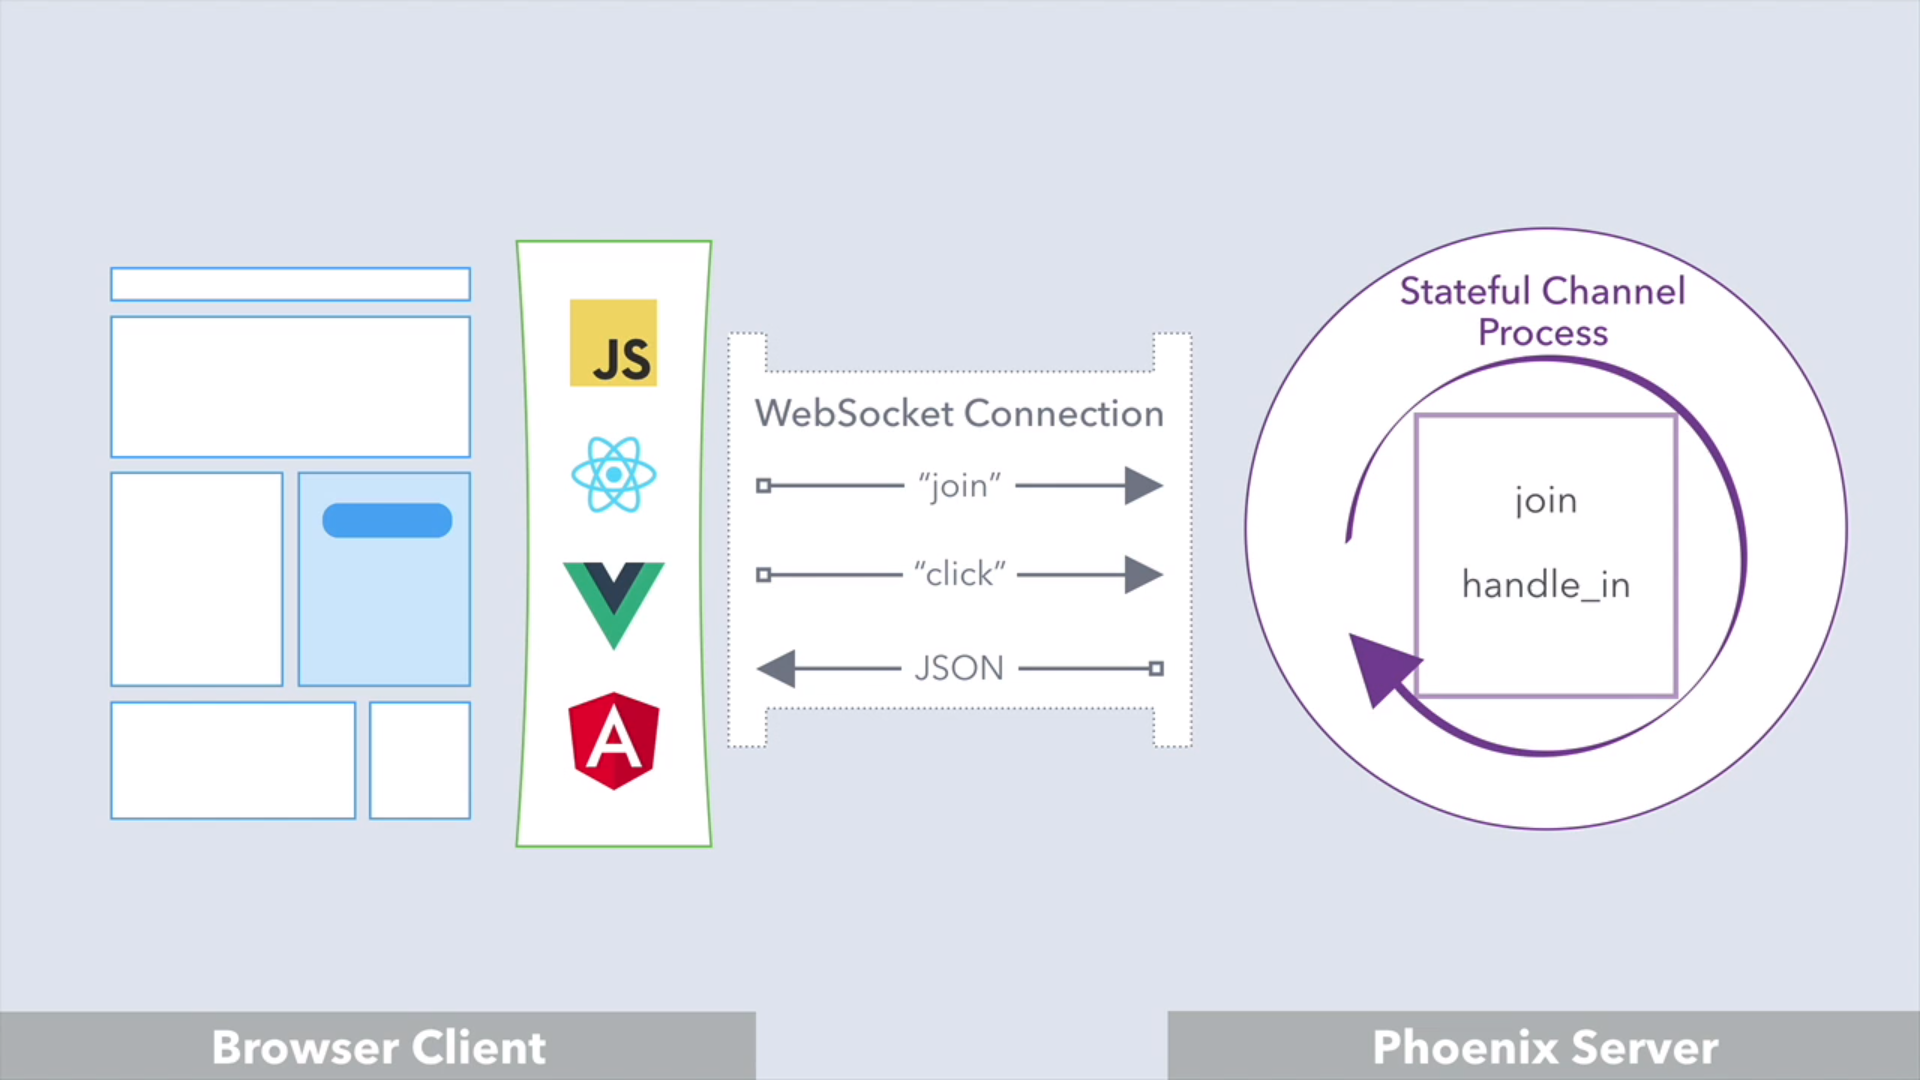 JS
WebSocket Connection
“join”
“click”
JSON
Stateful Channel
Process
join
handle_in
Browser Client
Phoenix Server